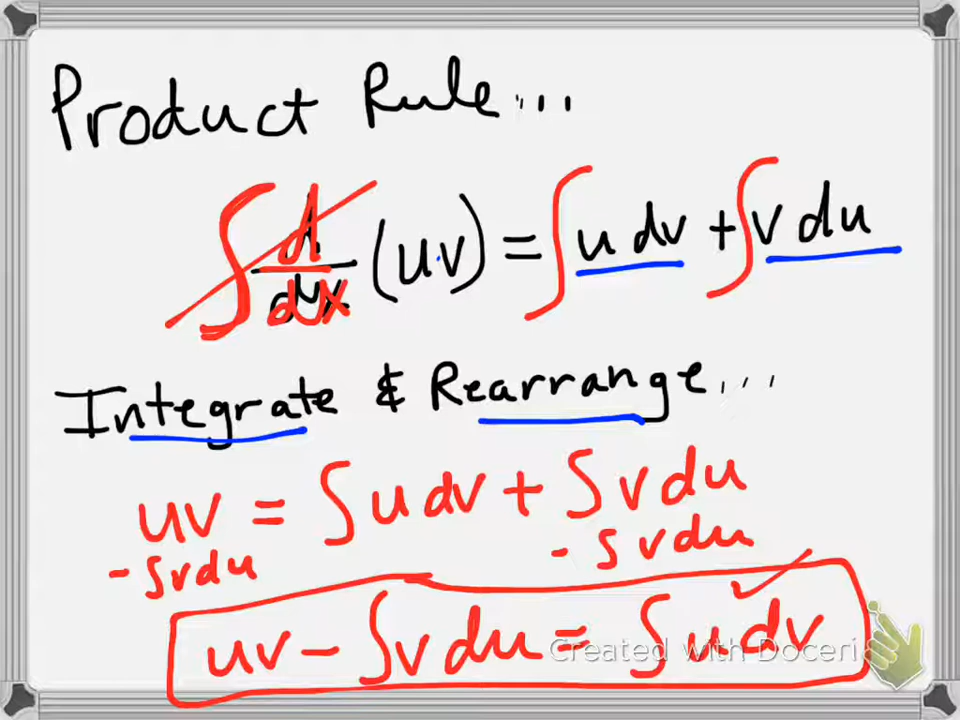 Product Rule...
∫ d/dx (uv) = ∫ u dv + ∫ v du
Integrate & Rearrange...
uv = ∫ u dv + ∫ v du
- ∫ v du - ∫ v du
uv - ∫ v du = ∫ u dv
Created with Doceri